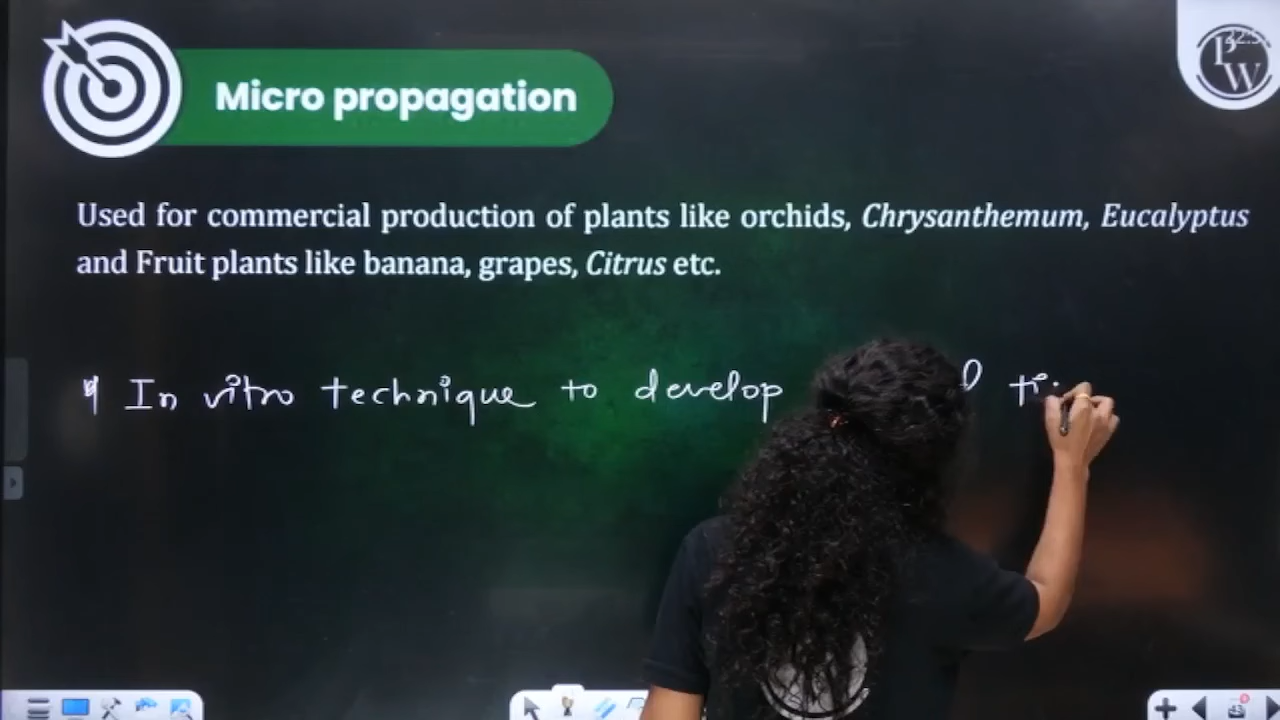 Micro propagation
PW
Used for commercial production of plants like orchids, Chrysanthemum, Eucalyptus
and Fruit plants like banana, grapes, Citrus etc.
In vitro technique to develop